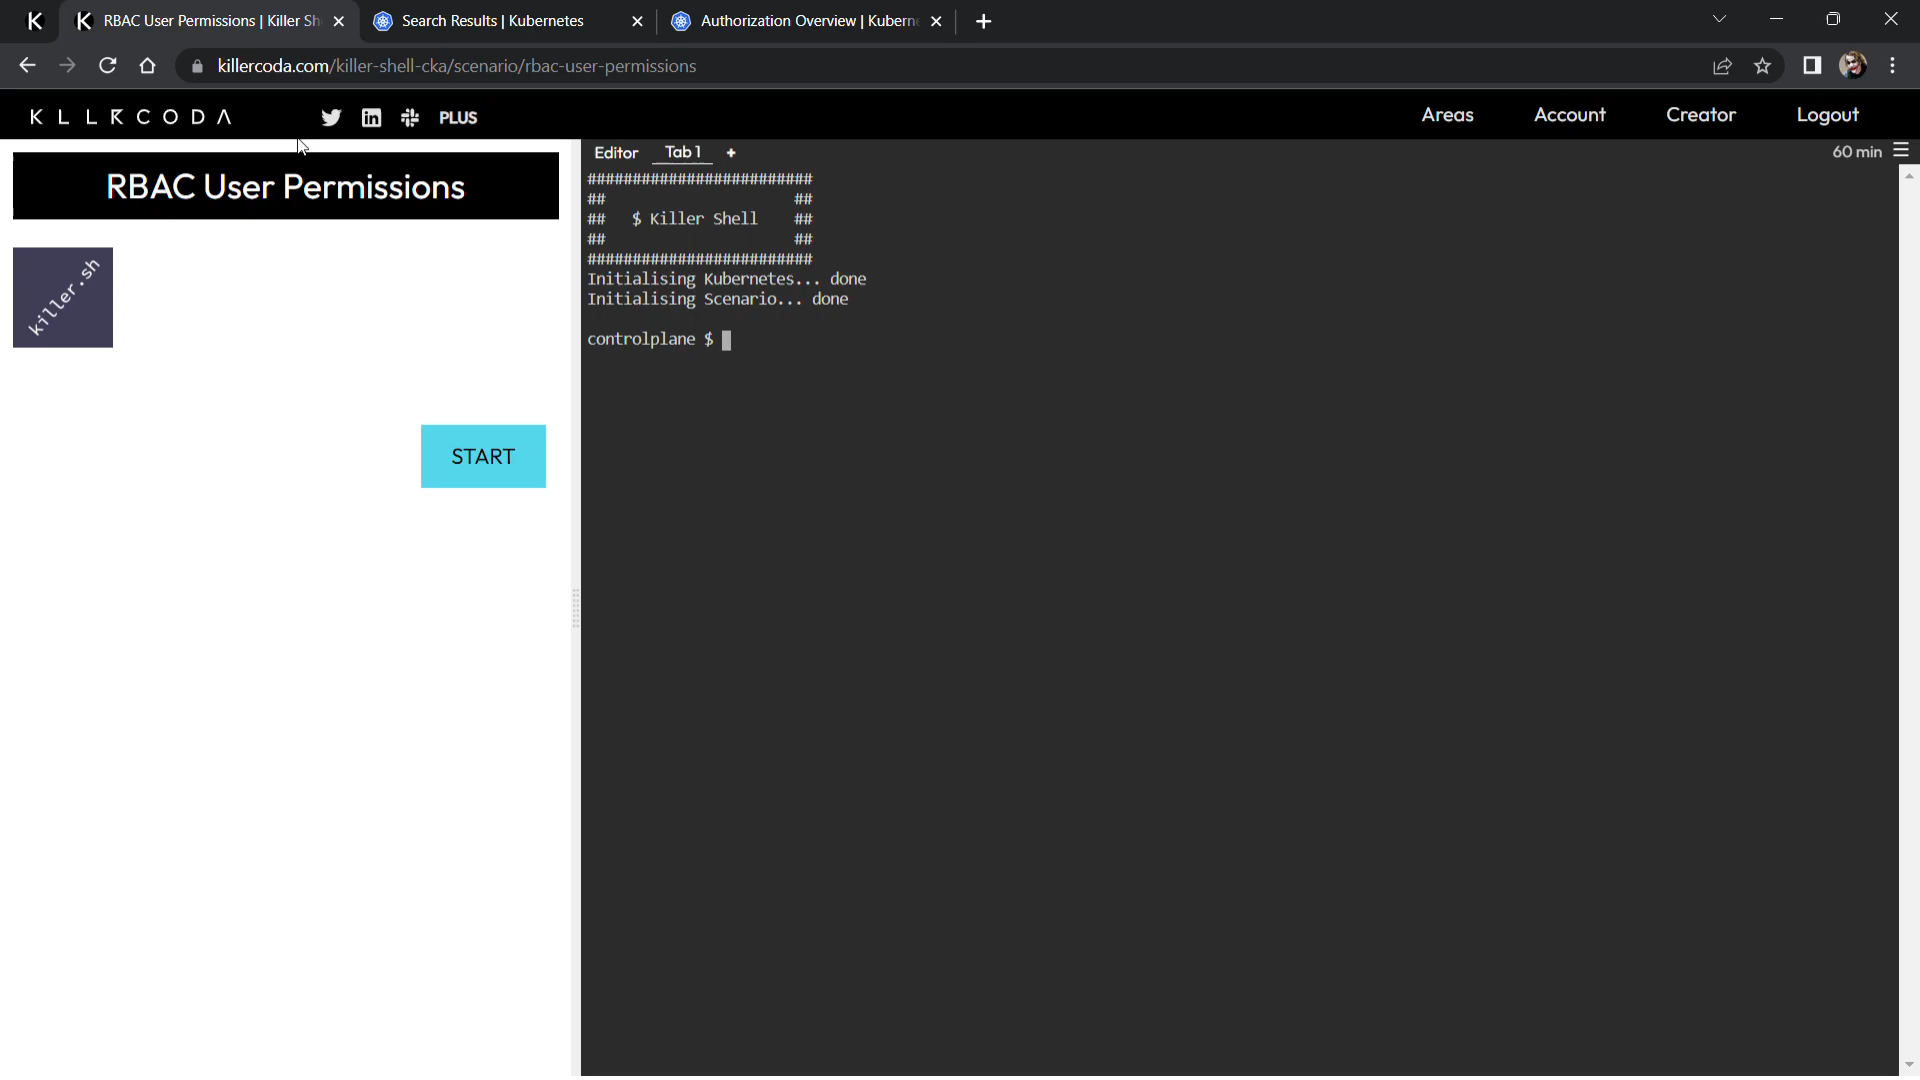 RBAC User Permissions | Killer Sh
Search Results | Kubernetes
Authorization Overview | Kubern
killercoda.com/killer-shell-cka/scenario/rbac-user-permissions
KLLRCODA
PLUS
Areas
Account
Creator
Logout
RBAC User Permissions
killer.sh
START
Editor
Tab 1
+
60 min
#########################
## ##
## $ Killer Shell ##
## ##
#########################
Initialising Kubernetes... done
Initialising Scenario... done
controlplane $